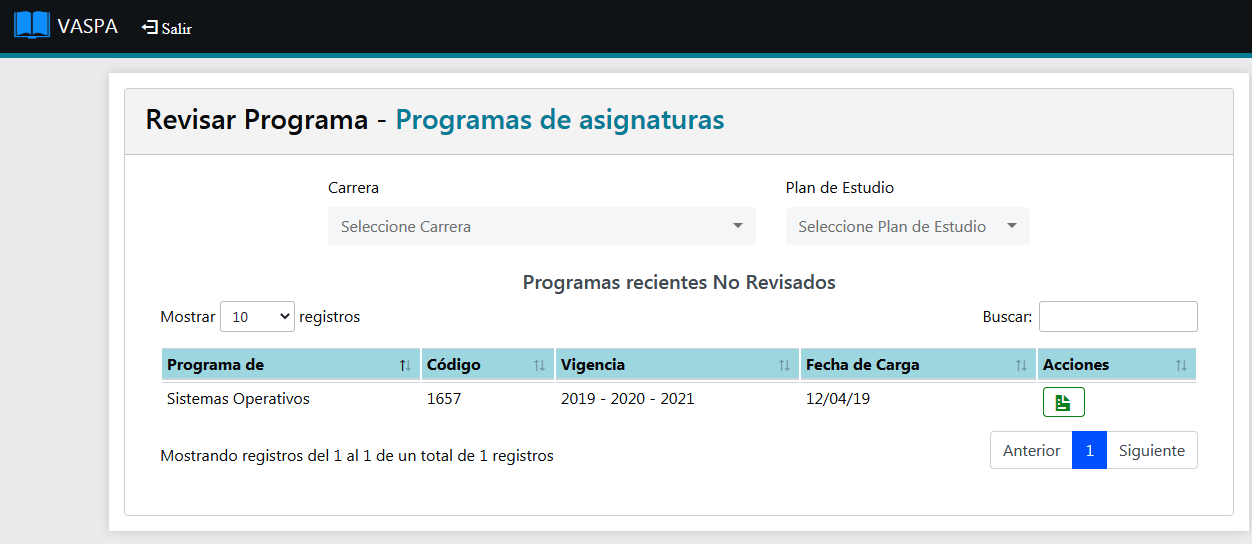 VASPA Salir
Revisar Programa - Programas de asignaturas
Carrera Plan de Estudio
Seleccione Carrera Seleccione Plan de Estudio
Programas recientes No Revisados
Mostrar 10 registros Buscar:
Programa de Código Vigencia Fecha de Carga Acciones
Sistemas Operativos 1657 2019 - 2020 - 2021 12/04/19
Mostrando registros del 1 al 1 de un total de 1 registros Anterior 1 Siguiente